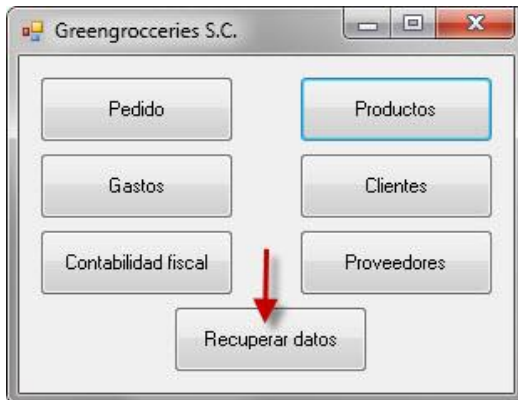 Greengrocceries S.C.
Pedido
Productos
Gastos
Clientes
Contabilidad fiscal
Proveedores
Recuperar datos